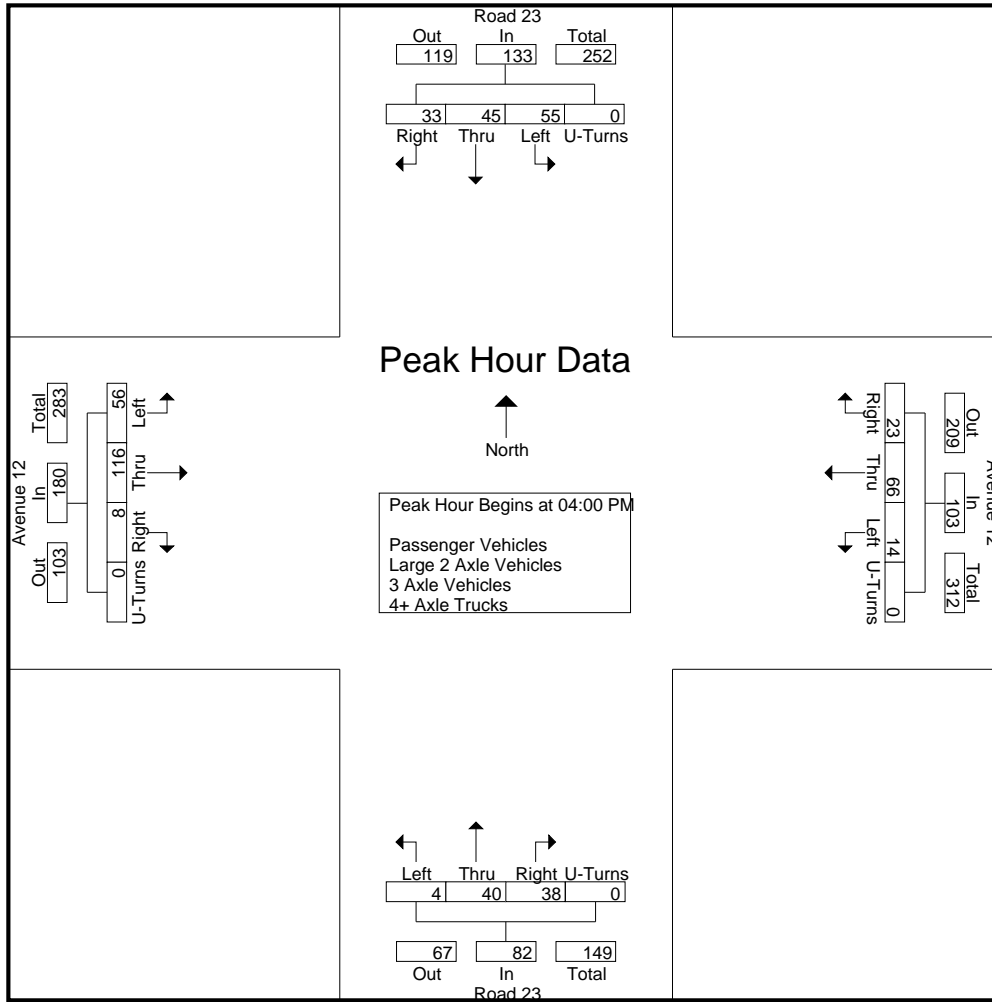 Road 23
Out In Total
119 133 252
33 45 55 0
Right Thru Left U-Turns
Peak Hour Data
North
Peak Hour Begins at 04:00 PM
Passenger Vehicles
Large 2 Axle Vehicles
3 Axle Vehicles
4+ Axle Trucks
Avenue 12
Total In Out
283 180 103
56 116 8 0
Left Thru Right U-Turns
Right Thru Left U-Turns
23 66 14 0
209 103 312
Out In Total
Avenue 12
Left Thru Right U-Turns
4 40 38 0
67 82 149
Out In Total
Road 23